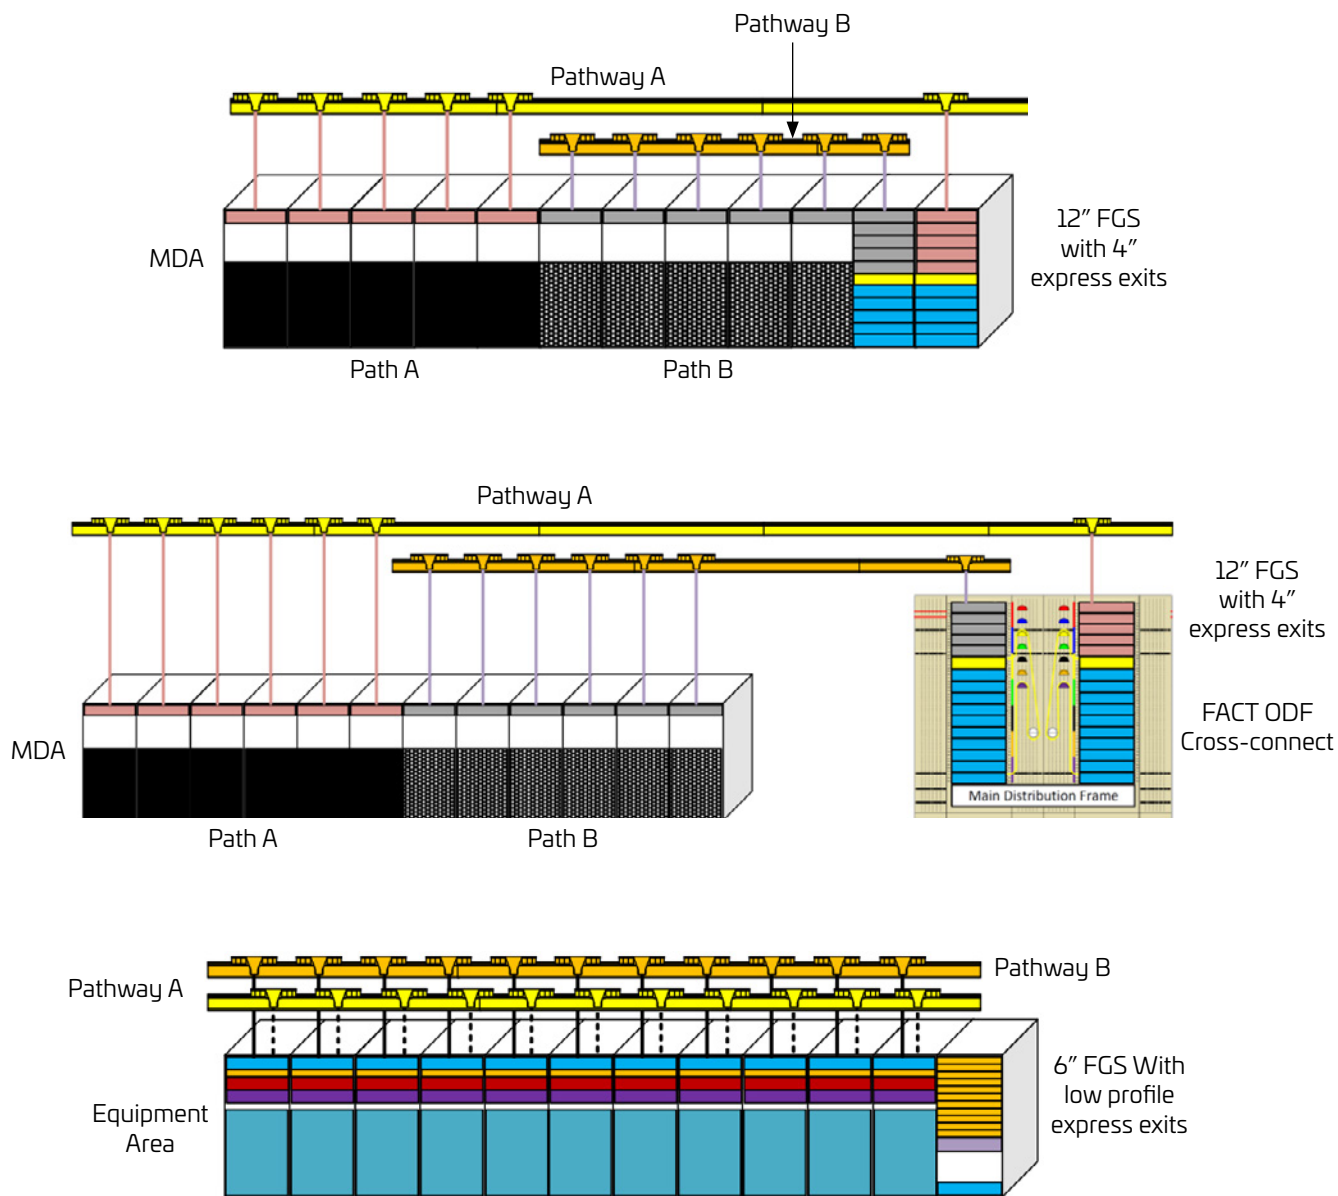 Pathway B
Pathway A
MDA
12” FGS
with 4”
express exits
Path A
Path B
Pathway A
12” FGS
with 4”
express exits
MDA
FACT ODF
Cross-connect
Main Distribution Frame
Path A
Path B
Pathway A
Pathway B
Equipment
Area
6” FGS With
low profile
express exits